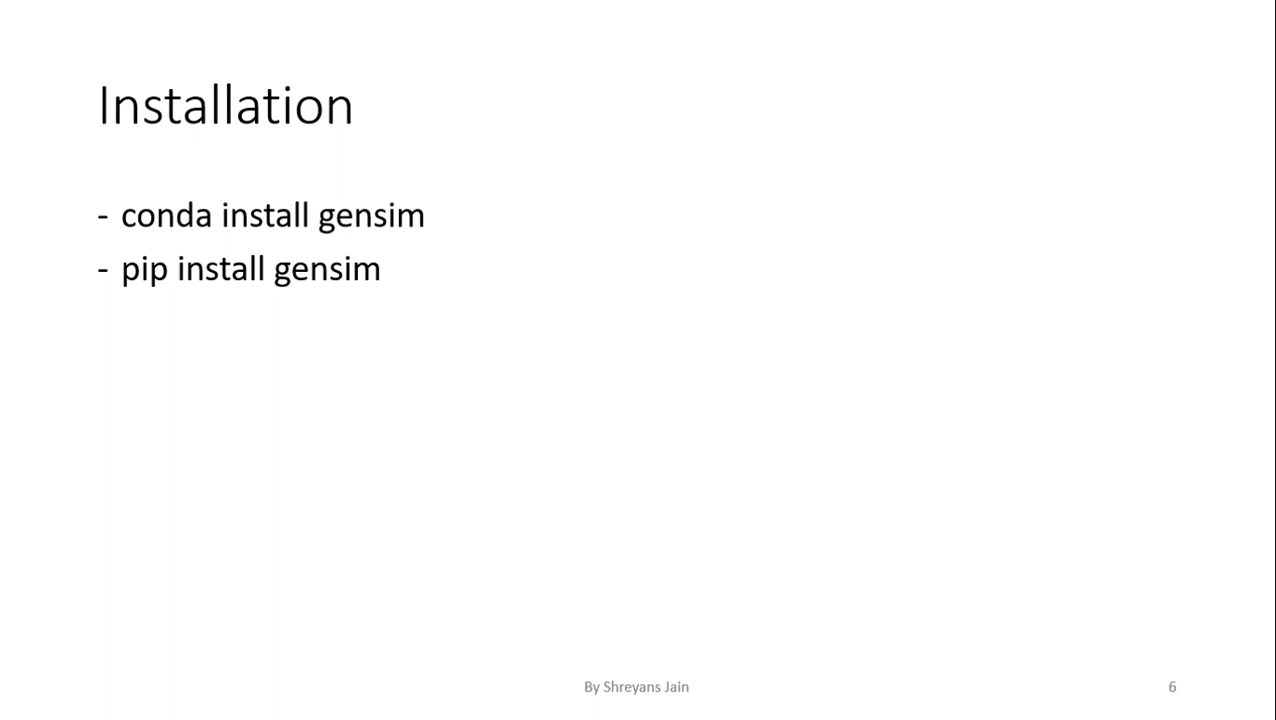 Installation
- conda install gensim
- pip install gensim
By Shreyans Jain
6